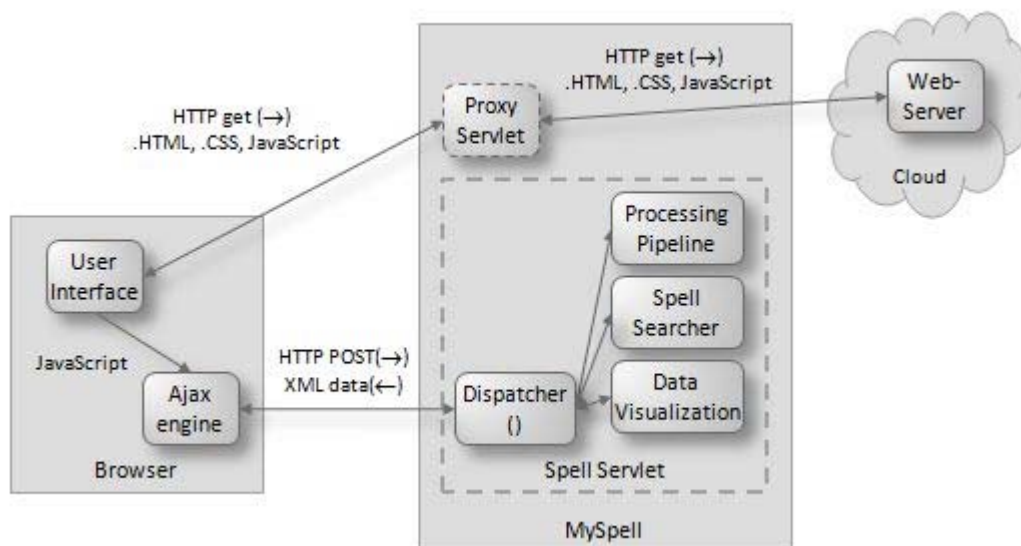 HTTP get (→)
.HTML, .CSS, JavaScript
Web-
Server
Proxy
Servlet
HTTP get (→)
.HTML, .CSS, JavaScript
Cloud
Processing
Pipeline
User
Interface
Spell
Searcher
JavaScript
HTTP POST(→)
XML data(←)
Ajax
engine
Dispatcher
()
Data
Visualization
Browser
Spell Servlet
MySpell